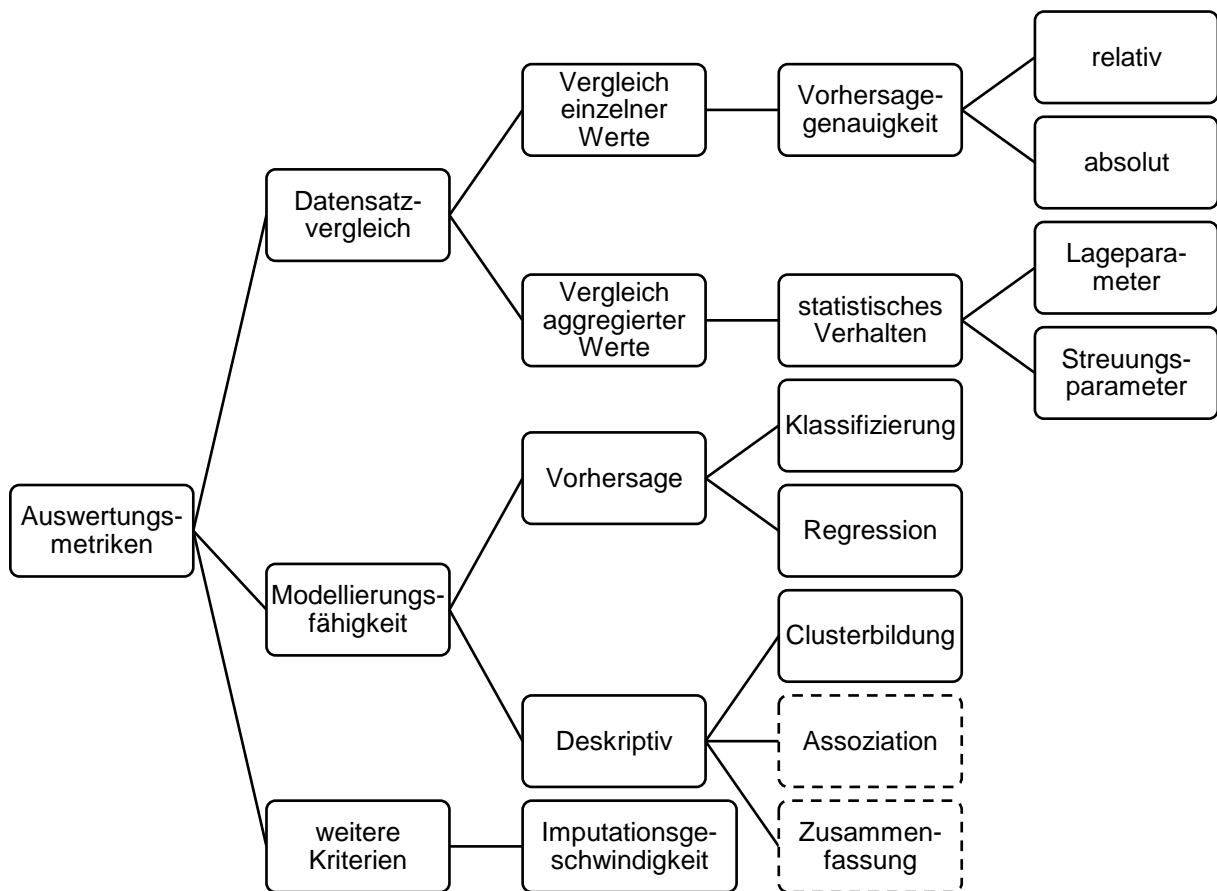 Auswertungs-
metriken
Datensatz-
vergleich
Vergleich
einzelner
Werte
Vorhersage-
genauigkeit
relativ
absolut
Vergleich
aggregierter
Werte
statistisches
Verhalten
Lagepara-
meter
Streuungs-
parameter
Modellierungs-
fähigkeit
Vorhersage
Klassifizierung
Regression
Deskriptiv
Clusterbildung
Assoziation
Zusammen-
fassung
weitere
Kriterien
Imputationsge-
schwindigkeit